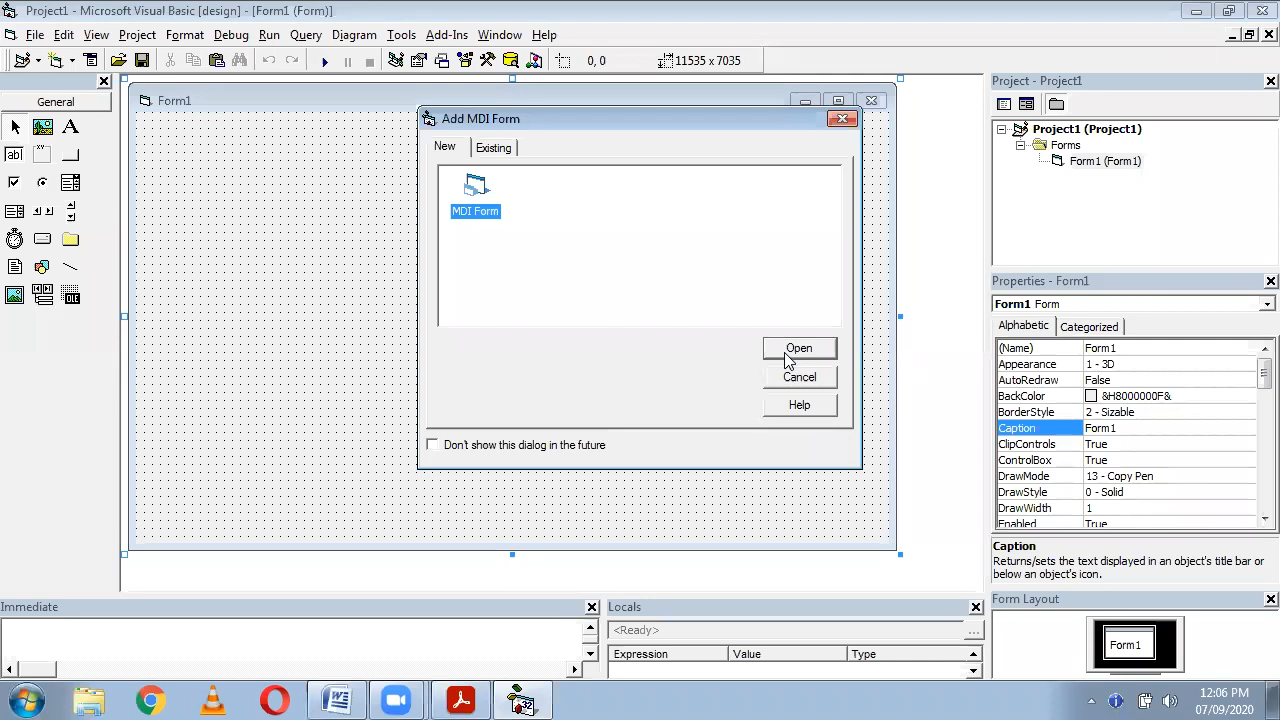 Project1 - Microsoft Visual Basic [design] - [Form1 (Form)]
File Edit View Project Format Debug Run Query Diagram Tools Add-Ins Window Help
0, 0 11535 x 7035
General
Form1
Add MDI Form
New Existing
MDI Form
Open
Cancel
Help
Don't show this dialog in the future
Project - Project1
Project1 (Project1)
Forms
Form1 (Form1)
Properties - Form1
Form1 Form
Alphabetic Categorized
(Name) Form1
Appearance 1 - 3D
AutoRedraw False
BackColor &H8000000F&
BorderStyle 2 - Sizable
Caption Form1
ClipControls True
ControlBox True
DrawMode 13 - Copy Pen
DrawStyle 0 - Solid
DrawWidth 1
Enabled True
Caption
Returns/sets the text displayed in an object's title bar or
below an object's icon.
Form Layout
Form1
Immediate
Locals
<Ready>
Expression Value Type
12:06 PM
07/09/2020